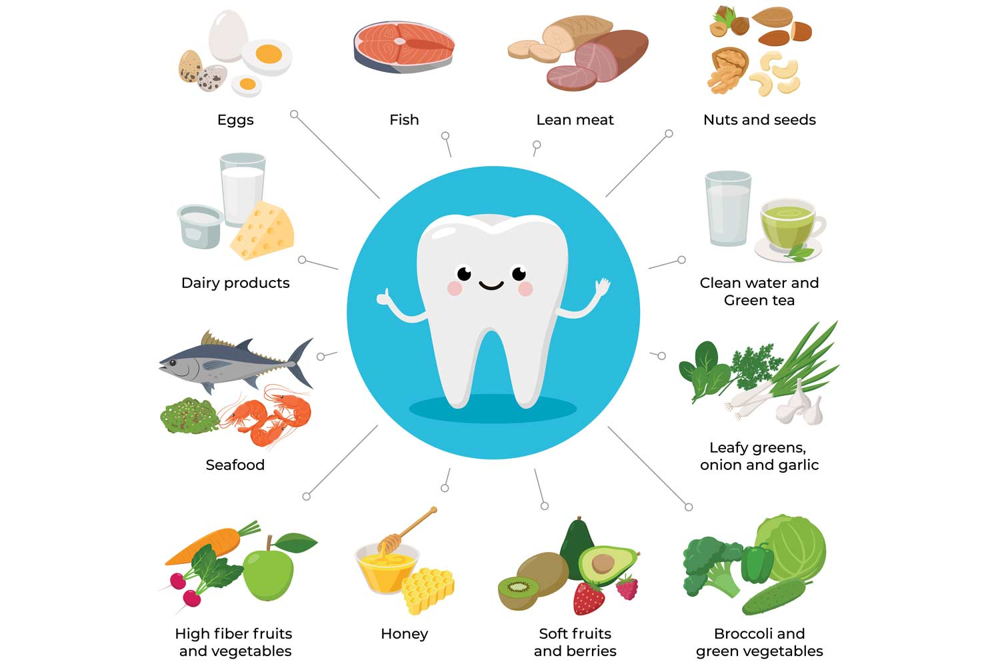 Eggs
Fish
Lean meat
Nuts and seeds
Dairy products
Clean water and
Green tea
Seafood
Leafy greens,
onion and garlic
High fiber fruits
and vegetables
Honey
Soft fruits
and berries
Broccoli and
green vegetables